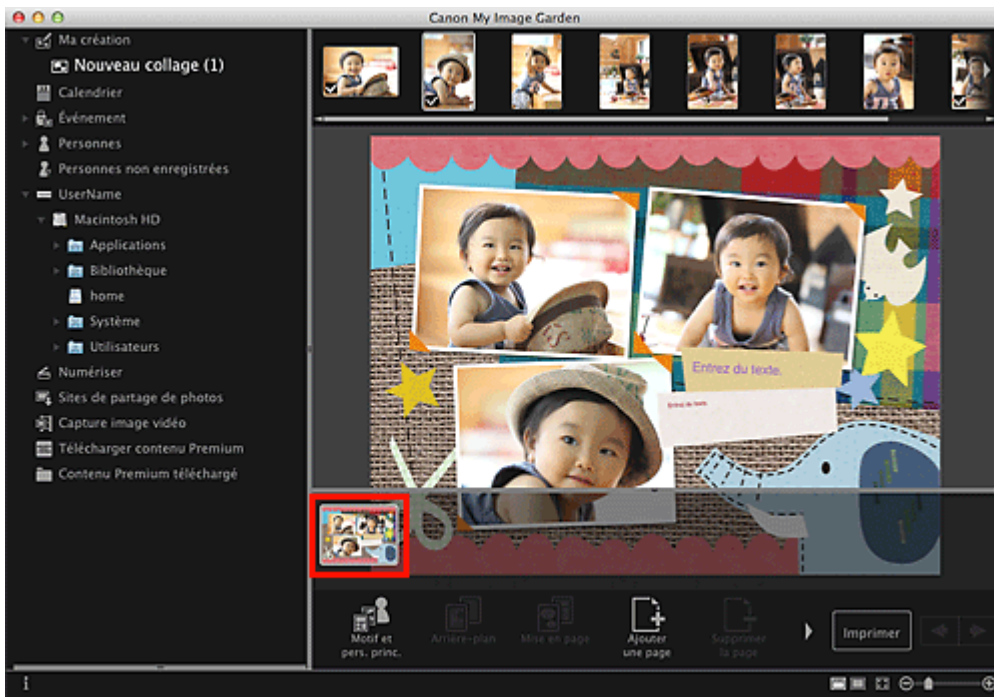 Canon My Image Garden
Ma création
Nouveau collage (1)
Calendrier
Événement
Personnes
Personnes non enregistrées
UserName
Macintosh HD
Applications
Bibliothèque
home
Système
Utilisateurs
Numériser
Sites de partage de photos
Capture image vidéo
Télécharger contenu Premium
Contenu Premium téléchargé
Entrez du texte.
Entrez du texte.
Motif et
pers. princ.
Arrière-plan
Mise en page
Ajouter
une page
Supprimer
la page
Imprimer